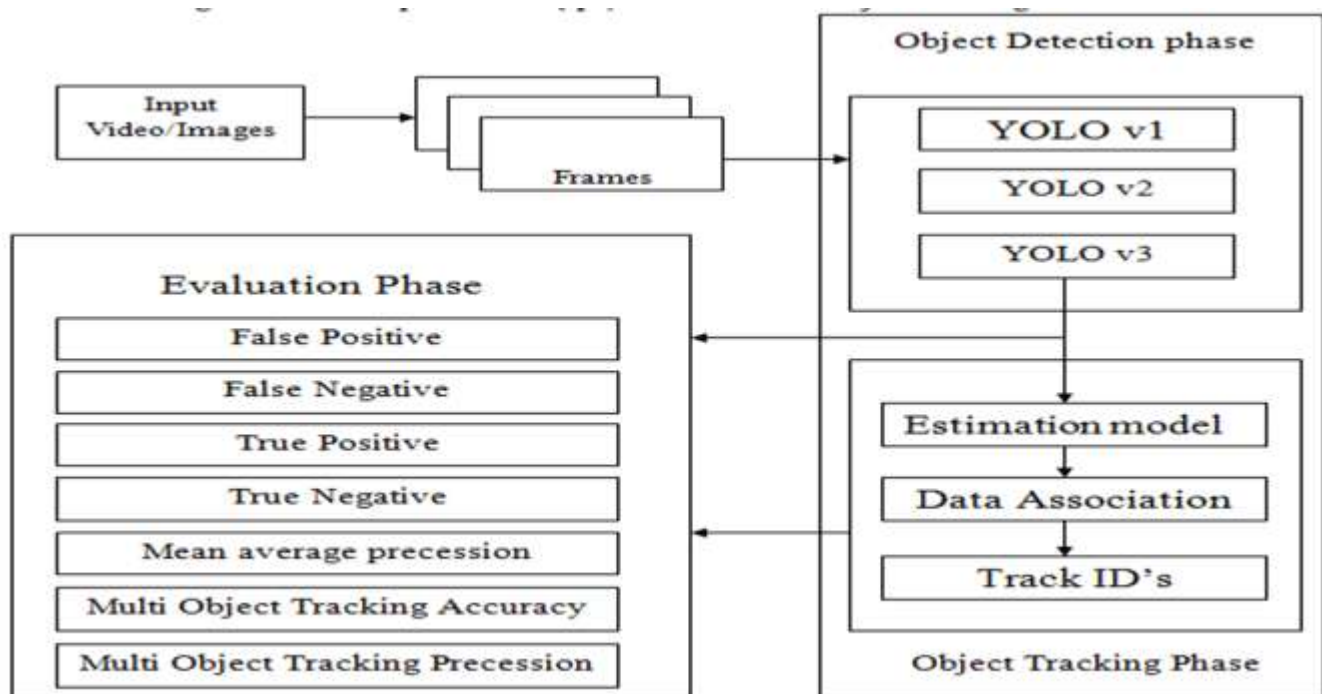 Object Detection phase
Input
Video/Images
Frames
YOLO v1
YOLO v2
YOLO v3
Evaluation Phase
False Positive
False Negative
True Positive
True Negative
Mean average precession
Multi Object Tracking Accuracy
Multi Object Tracking Precession
Estimation model
Data Association
Track ID's
Object Tracking Phase